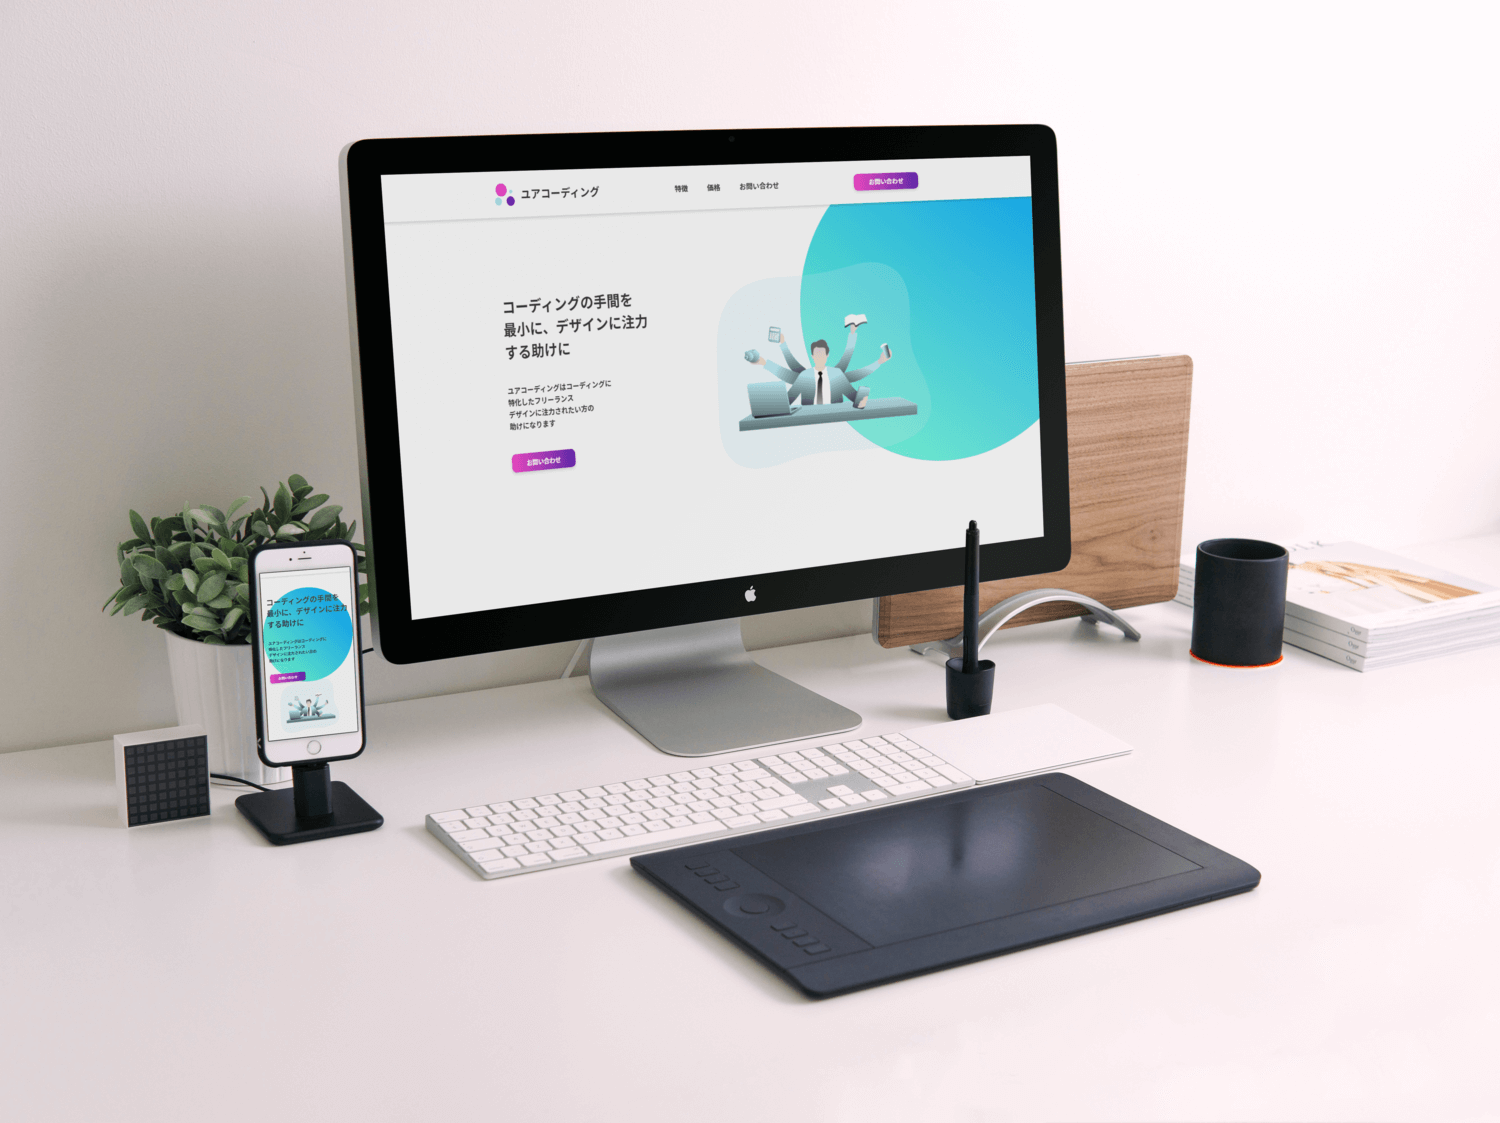 ユアコーディング
特徴
価格
お問い合わせ
お問い合わせ
コーディングの手間を
最小に、デザインに注力
する助けに
ユアコーディングはコーディングに
特化したフリーランス
デザインに注力されたい方の
助けになります
お問い合わせ
コーディングの手間を
最小に、デザインに注力
する助けに
ユアコーディングはコーディングに
特化したフリーランス
デザインに注力されたい方の
助けになります
お問い合わせ